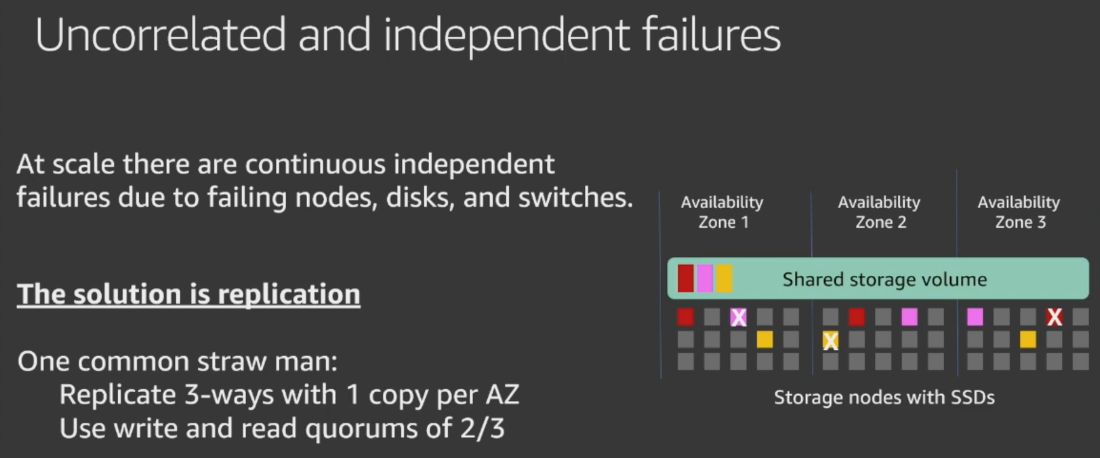 Uncorrelated and independent failures
At scale there are continuous independent
failures due to failing nodes, disks, and switches.
The solution is replication
One common straw man:
Replicate 3-ways with 1 copy per AZ
Use write and read quorums of 2/3
Availability
Zone 1
Availability
Zone 2
Availability
Zone 3
Shared storage volume
X
X
X
Storage nodes with SSDs